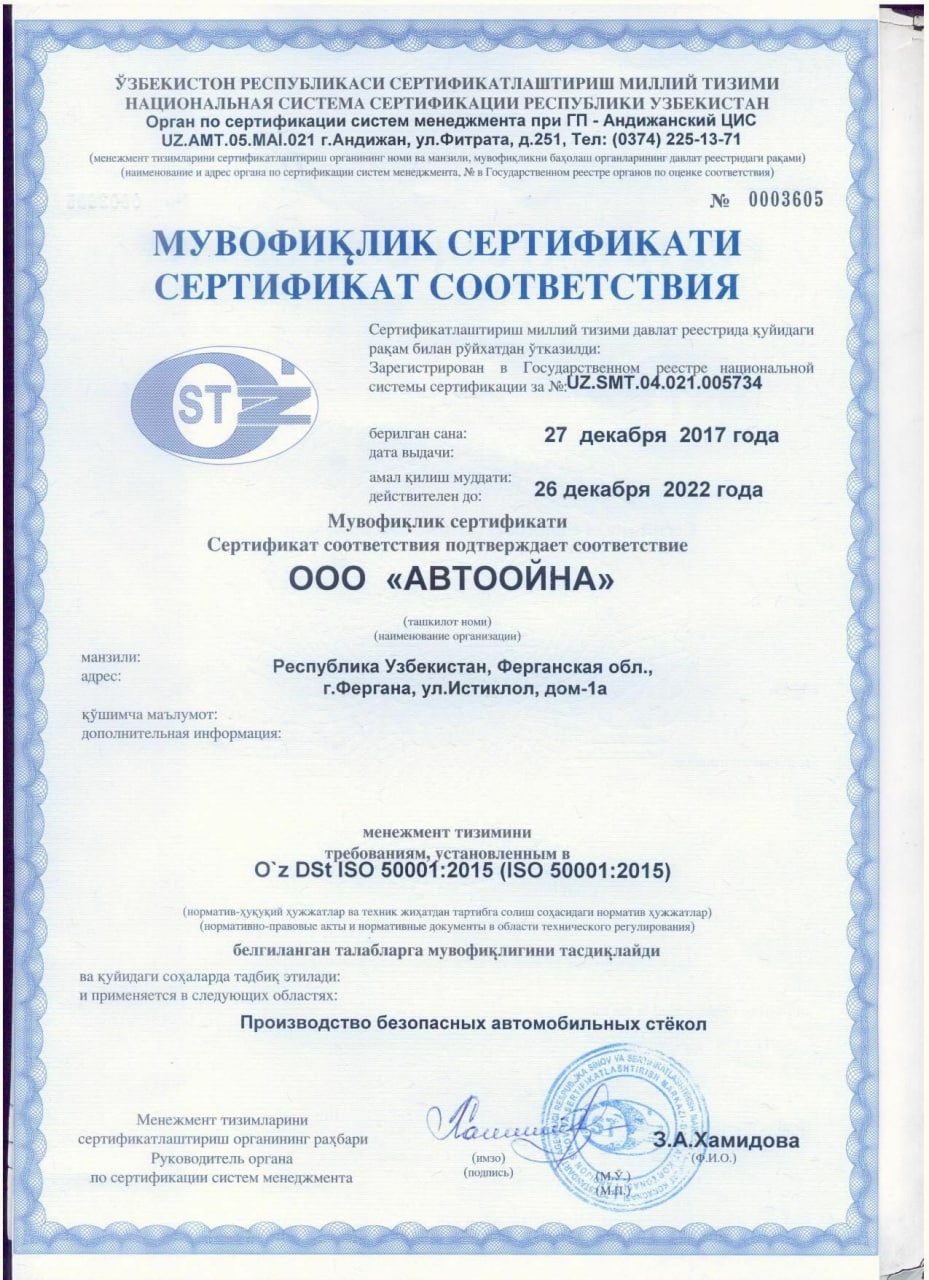 ЎЗБЕКИСТОН РЕСПУБЛИКАСИ СЕРТИФИКАТЛАШТИРИШ МИЛЛИЙ ТИЗИМИ
НАЦИОНАЛЬНАЯ СИСТЕМА СЕРТИФИКАЦИИ РЕСПУБЛИКИ УЗБЕКИСТАН
Орган по сертификации систем менеджмента при ГП - Андижанский ЦИС
UZ.AMT.05.MAI.021 г.Андижан, ул.Фитрата, д.251, Тел: (0374) 225-13-71
(менежмент тизимларини сертификатлаштириш органининг номи ва манзили, мувофиқликни баҳолаш органларининг давлат реестридаги рақами)
(наименование и адрес органа по сертификации систем менеджмента, № в Государственном реестре органов по оценке соответствия)
№ 0003605
МУВОФИҚЛИК СЕРТИФИКАТИ
СЕРТИФИКАТ СООТВЕТСТВИЯ
Сертификатлаштириш миллий тизими давлат реестрида қуйидаги
рақам билан рўйхатдан ўтказилди:
Зарегистрирован в Государственном реестре национальной
системы сертификации за №:UZ.SMT.04.021.005734
ST
берилган сана:
дата выдачи:
27 декабря 2017 года
амал қилиш муддати:
действителен до:
26 декабря 2022 года
Мувофиқлик сертификати
Сертификат соответствия подтверждает соответствие
ООО «АВТООЙНА»
(ташкилот номи)
(наименование организации)
манзили:
адрес:
Республика Узбекистан, Ферганская обл.,
г.Фергана, ул.Истиклол, дом-1а
қўшимча маълумот:
дополнительная информация:
менежмент тизимини
требованиям, установленным в
O`z DSt ISO 50001:2015 (ISO 50001:2015)
(норматив-ҳуқуқий ҳужжатлар ва техник жиҳатдан тартибга солиш соҳасидаги норматив ҳужжатлар)
(нормативно-правовые акты и нормативные документы в области технического регулирования)
белгиланган талабларга мувофиқлигини тасдиқлайди
ва қуйидаги соҳаларда тадбиқ этилади:
и применяется в следующих областях:
Производство безопасных автомобильных стёкол
Менежмент тизимларини
сертификатлаштириш органининг раҳбари
Руководитель органа
по сертификации систем менеджмента
(имзо)
(подпись)
З.А.Хамидова
(Ф.И.О.)
(М.Ў.)
(М.П.)